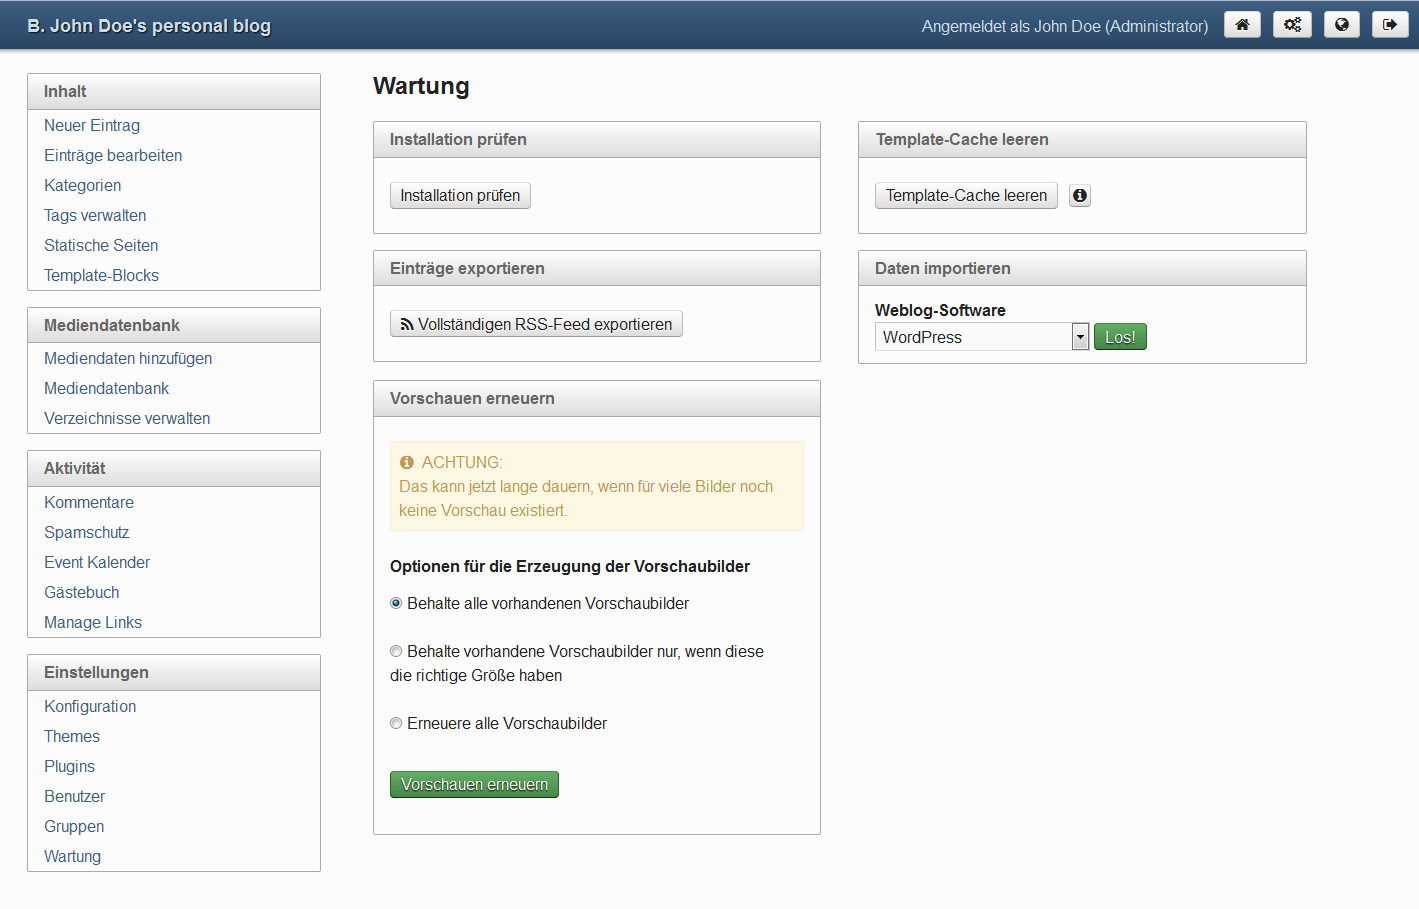 B. John Doe's personal blog
Angemeldet als John Doe (Administrator)
Inhalt
Neuer Eintrag
Einträge bearbeiten
Kategorien
Tags verwalten
Statische Seiten
Template-Blocks
Mediendatenbank
Mediendaten hinzufügen
Mediendatenbank
Verzeichnisse verwalten
Aktivität
Kommentare
Spamschutz
Event Kalender
Gästebuch
Manage Links
Einstellungen
Konfiguration
Themes
Plugins
Benutzer
Gruppen
Wartung
Wartung
Installation prüfen
Installation prüfen
Template-Cache leeren
Template-Cache leeren
Einträge exportieren
Vollständigen RSS-Feed exportieren
Daten importieren
Weblog-Software
WordPress
Los!
Vorschauen erneuern
ACHTUNG:
Das kann jetzt lange dauern, wenn für viele Bilder noch
keine Vorschau existiert.
Optionen für die Erzeugung der Vorschaubilder
Behalte alle vorhandenen Vorschaubilder
Behalte vorhandene Vorschaubilder nur, wenn diese
die richtige Größe haben
Erneuere alle Vorschaubilder
Vorschauen erneuern